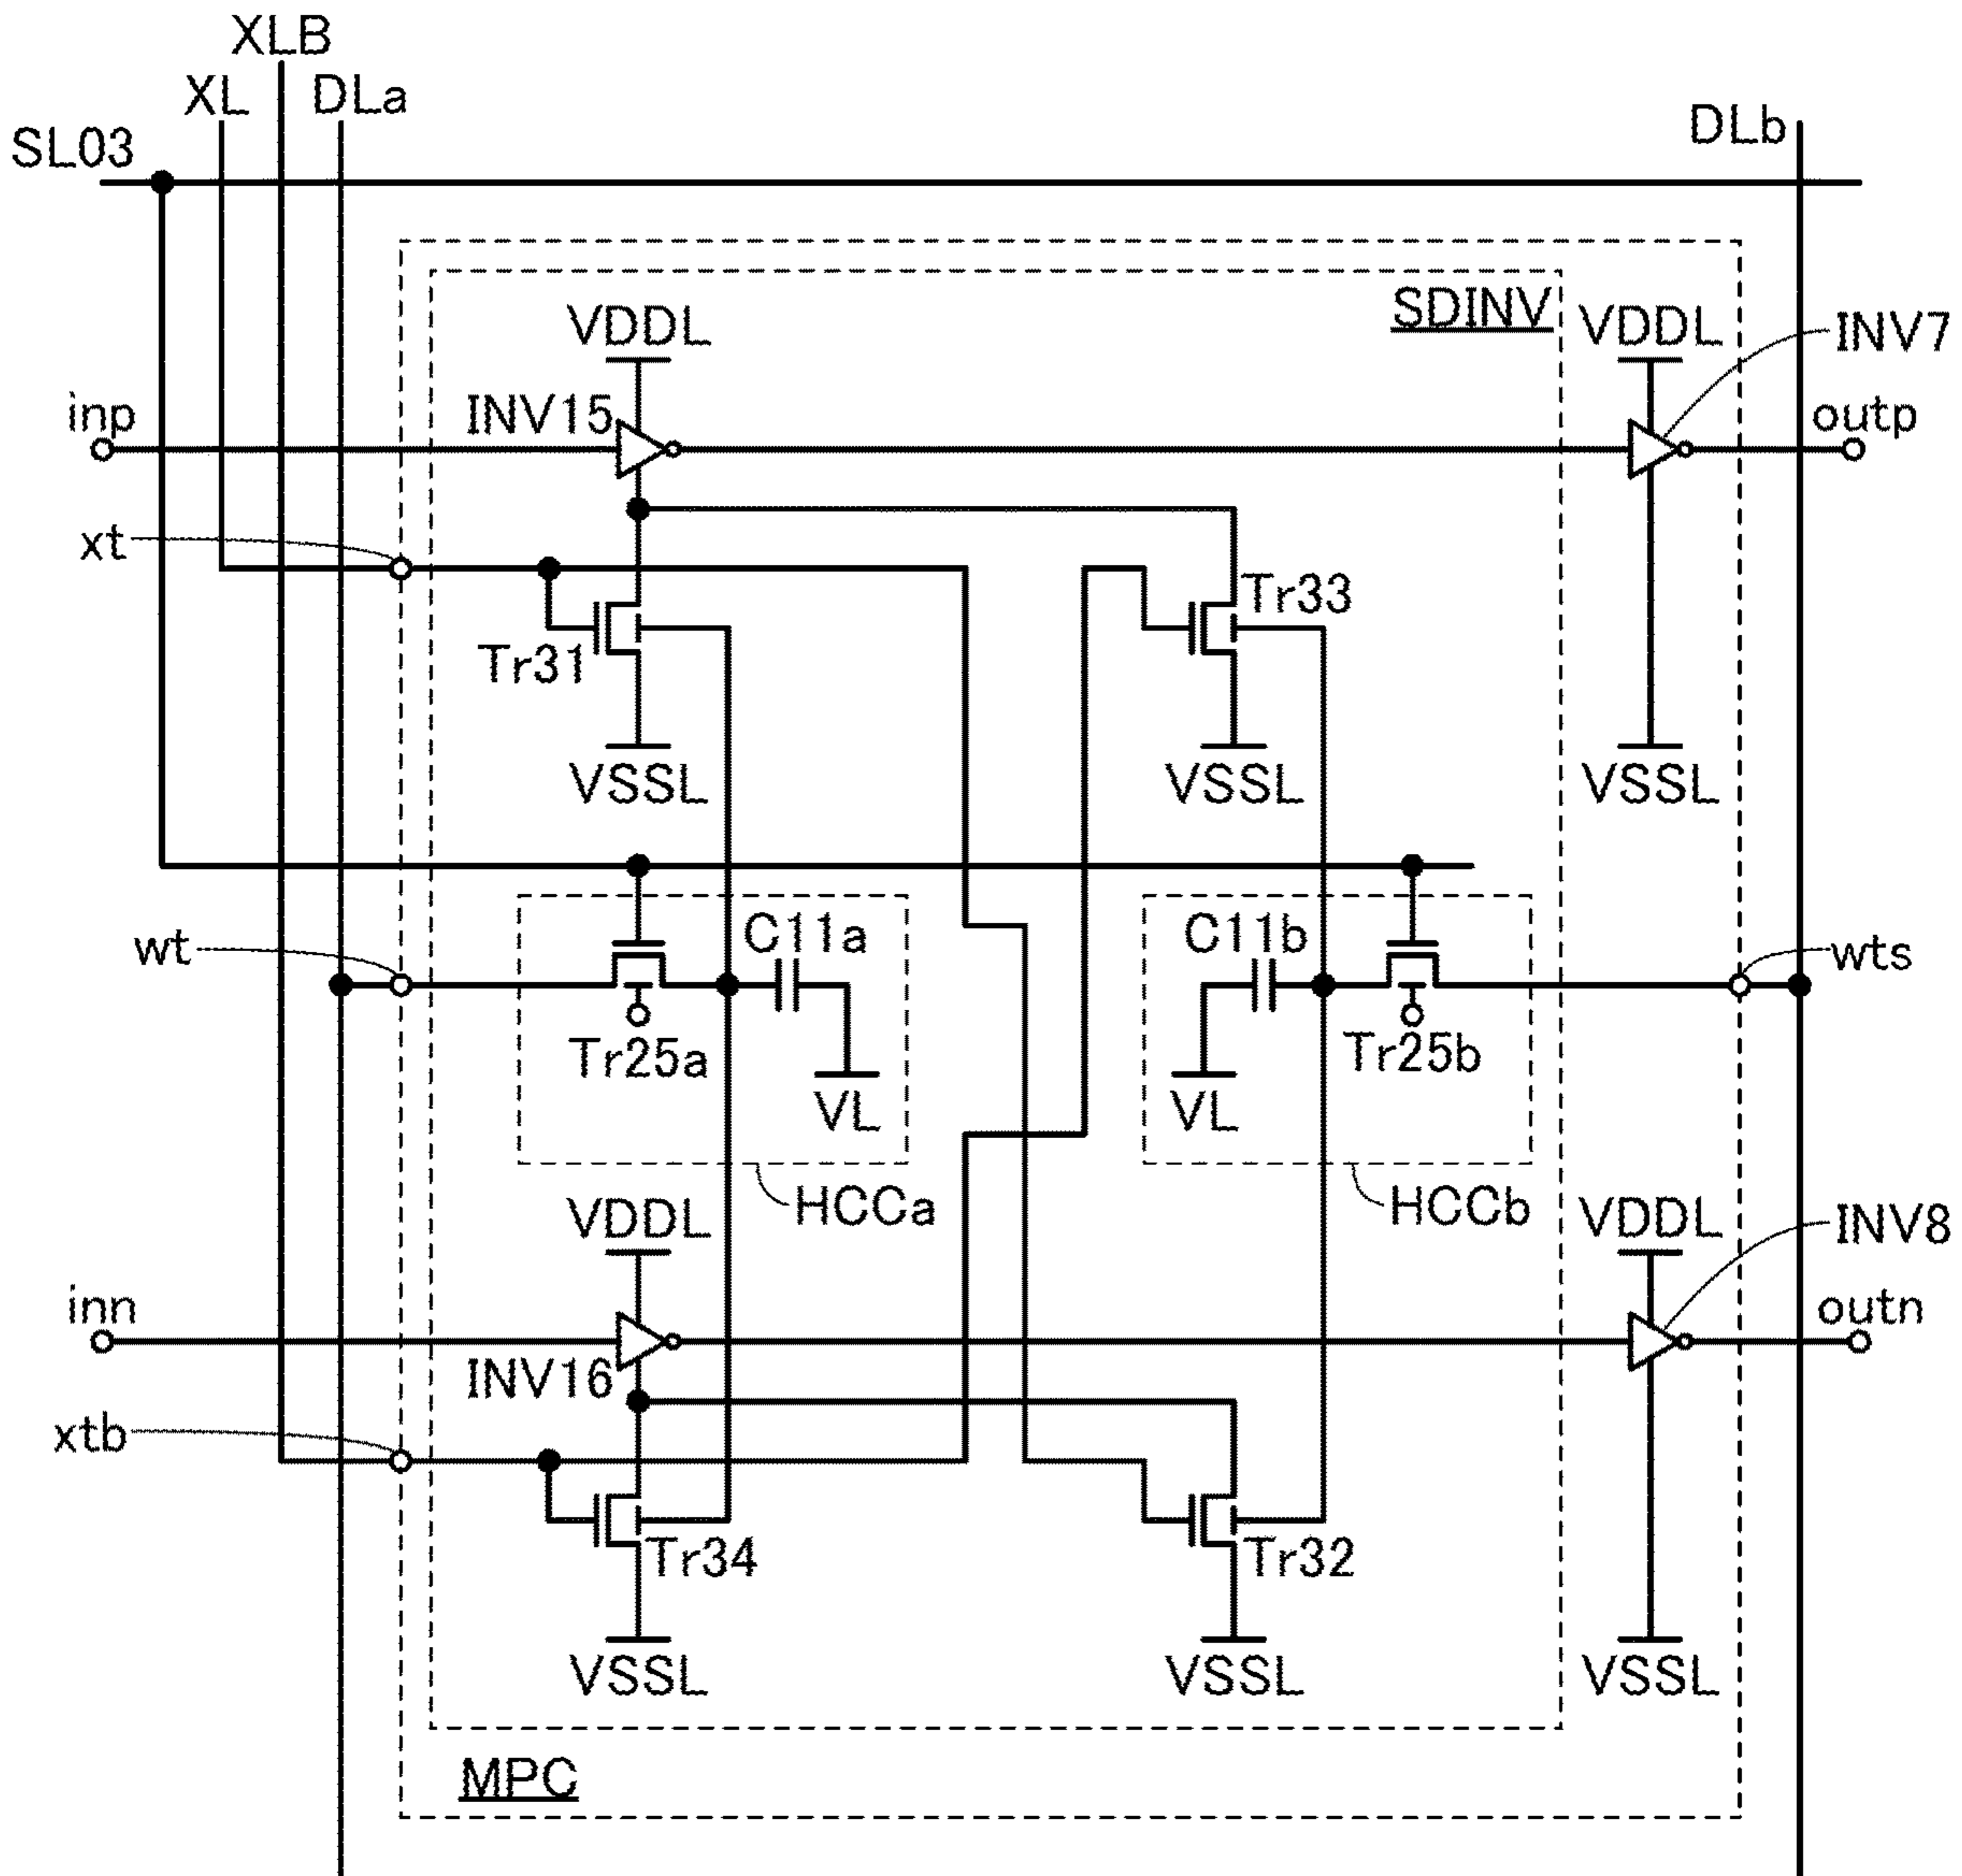 XLB
XL DLa
SL03 DLb
SDINV
VDDL VDDL INV7
inp INV15 outp
xt
Tr33
Tr31
VSSL VSSL VSSL
wt C11a C11b wts
Tr25a Tr25b
VL VL
HCCa HCCb
VDDL VDDL INV8
inn outn
INV16
xtb
Tr34 Tr32
VSSL VSSL VSSL
MPC